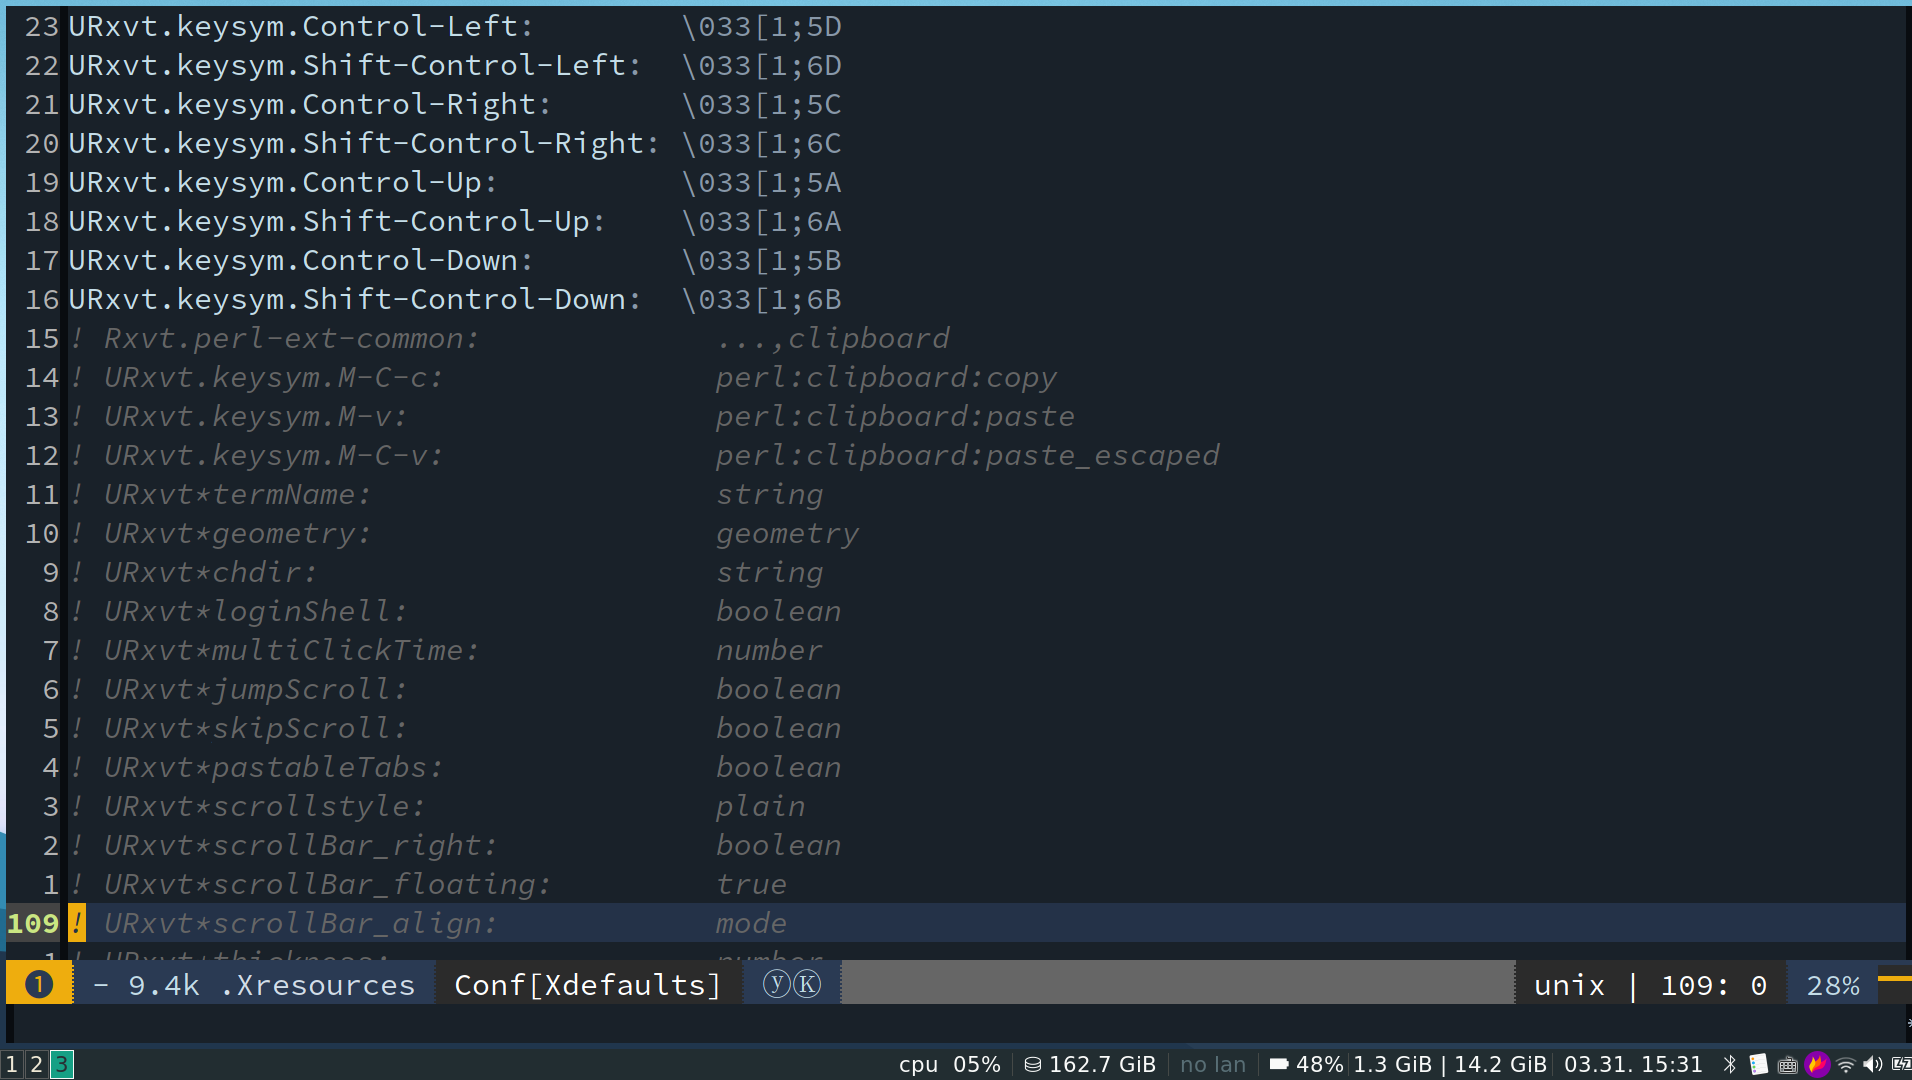 23 URxvt.keysym.Control-Left: \033[1;5D
22 URxvt.keysym.Shift-Control-Left: \033[1;6D
21 URxvt.keysym.Control-Right: \033[1;5C
20 URxvt.keysym.Shift-Control-Right: \033[1;6C
19 URxvt.keysym.Control-Up: \033[1;5A
18 URxvt.keysym.Shift-Control-Up: \033[1;6A
17 URxvt.keysym.Control-Down: \033[1;5B
16 URxvt.keysym.Shift-Control-Down: \033[1;6B
15 ! Rxvt.perl-ext-common: ...,clipboard
14 ! URxvt.keysym.M-C-c: perl:clipboard:copy
13 ! URxvt.keysym.M-v: perl:clipboard:paste
12 ! URxvt.keysym.M-C-v: perl:clipboard:paste_escaped
11 ! URxvt*termName: string
10 ! URxvt*geometry: geometry
9 ! URxvt*chdir: string
8 ! URxvt*loginShell: boolean
7 ! URxvt*multiClickTime: number
6 ! URxvt*jumpScroll: boolean
5 ! URxvt*skipScroll: boolean
4 ! URxvt*pastableTabs: boolean
3 ! URxvt*scrollstyle: plain
2 ! URxvt*scrollBar_right: boolean
1 ! URxvt*scrollBar_floating: true
109 ! URxvt*scrollBar_align: mode
1 ! URxvt*thickness: number
❶ - 9.4k .Xresources Conf[Xdefaults] ⓨⓀ unix | 109: 0 28%
1 2 3 cpu 05% 162.7 GiB no lan 48% 1.3 GiB | 14.2 GiB 03.31. 15:31